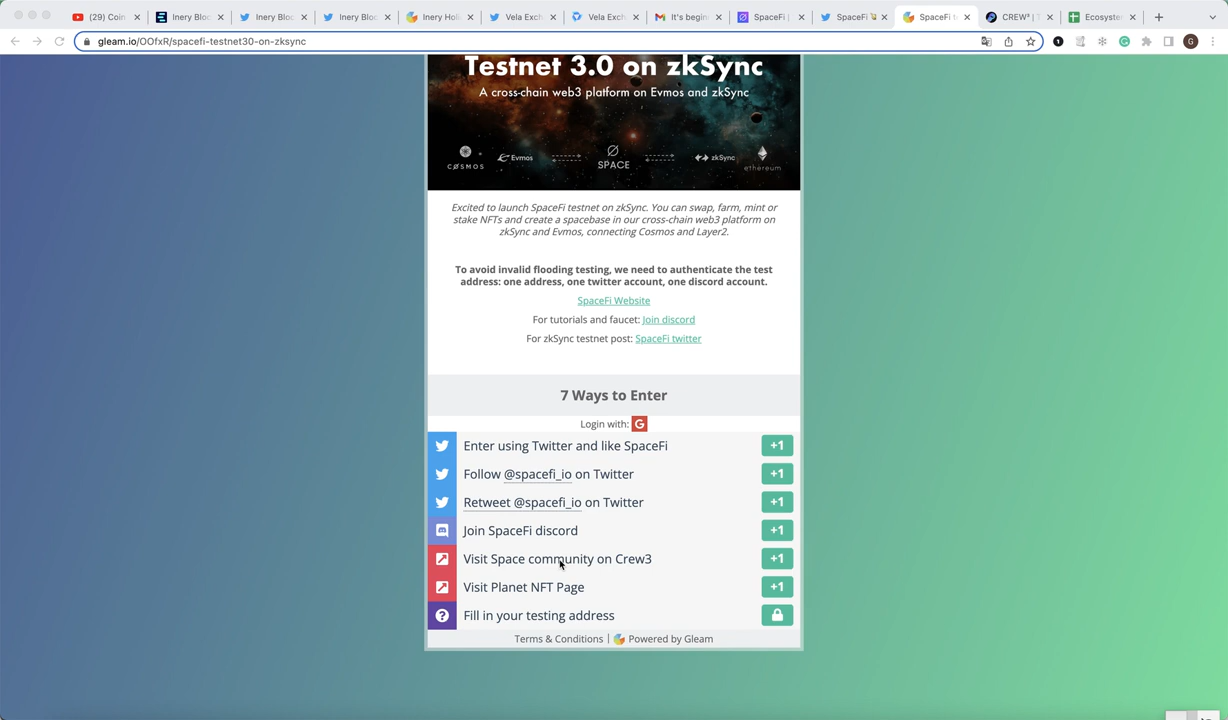 (29) Coin
Inery Bloc
Inery Bloc
Inery Bloc
Inery Holi
Vela Exch
Vela Exc
It's begin
SpaceFi |
SpaceFi
SpaceFi t
CREW³ | T
Ecosyste
gleam.io/OOfxR/spacefi-testnet30-on-zksync
G
Testnet 3.0 on zkSync
A cross-chain web3 platform on Evmos and zkSync
COSMOS
Evmos
SPACE
zkSync
ethereum
Excited to launch SpaceFi testnet on zkSync. You can swap, farm, mint or
stake NFTs and create a spacebase in our cross-chain web3 platform on
zkSync and Evmos, connecting Cosmos and Layer2.
To avoid invalid flooding testing, we need to authenticate the test
address: one address, one twitter account, one discord account.
SpaceFi Website
For tutorials and faucet: Join discord
For zkSync testnet post: SpaceFi twitter
7 Ways to Enter
Login with: G
Enter using Twitter and like SpaceFi +1
Follow @spacefi_io on Twitter +1
Retweet @spacefi_io on Twitter +1
Join SpaceFi discord +1
Visit Space community on Crew3 +1
Visit Planet NFT Page +1
Fill in your testing address
Terms & Conditions | Powered by Gleam